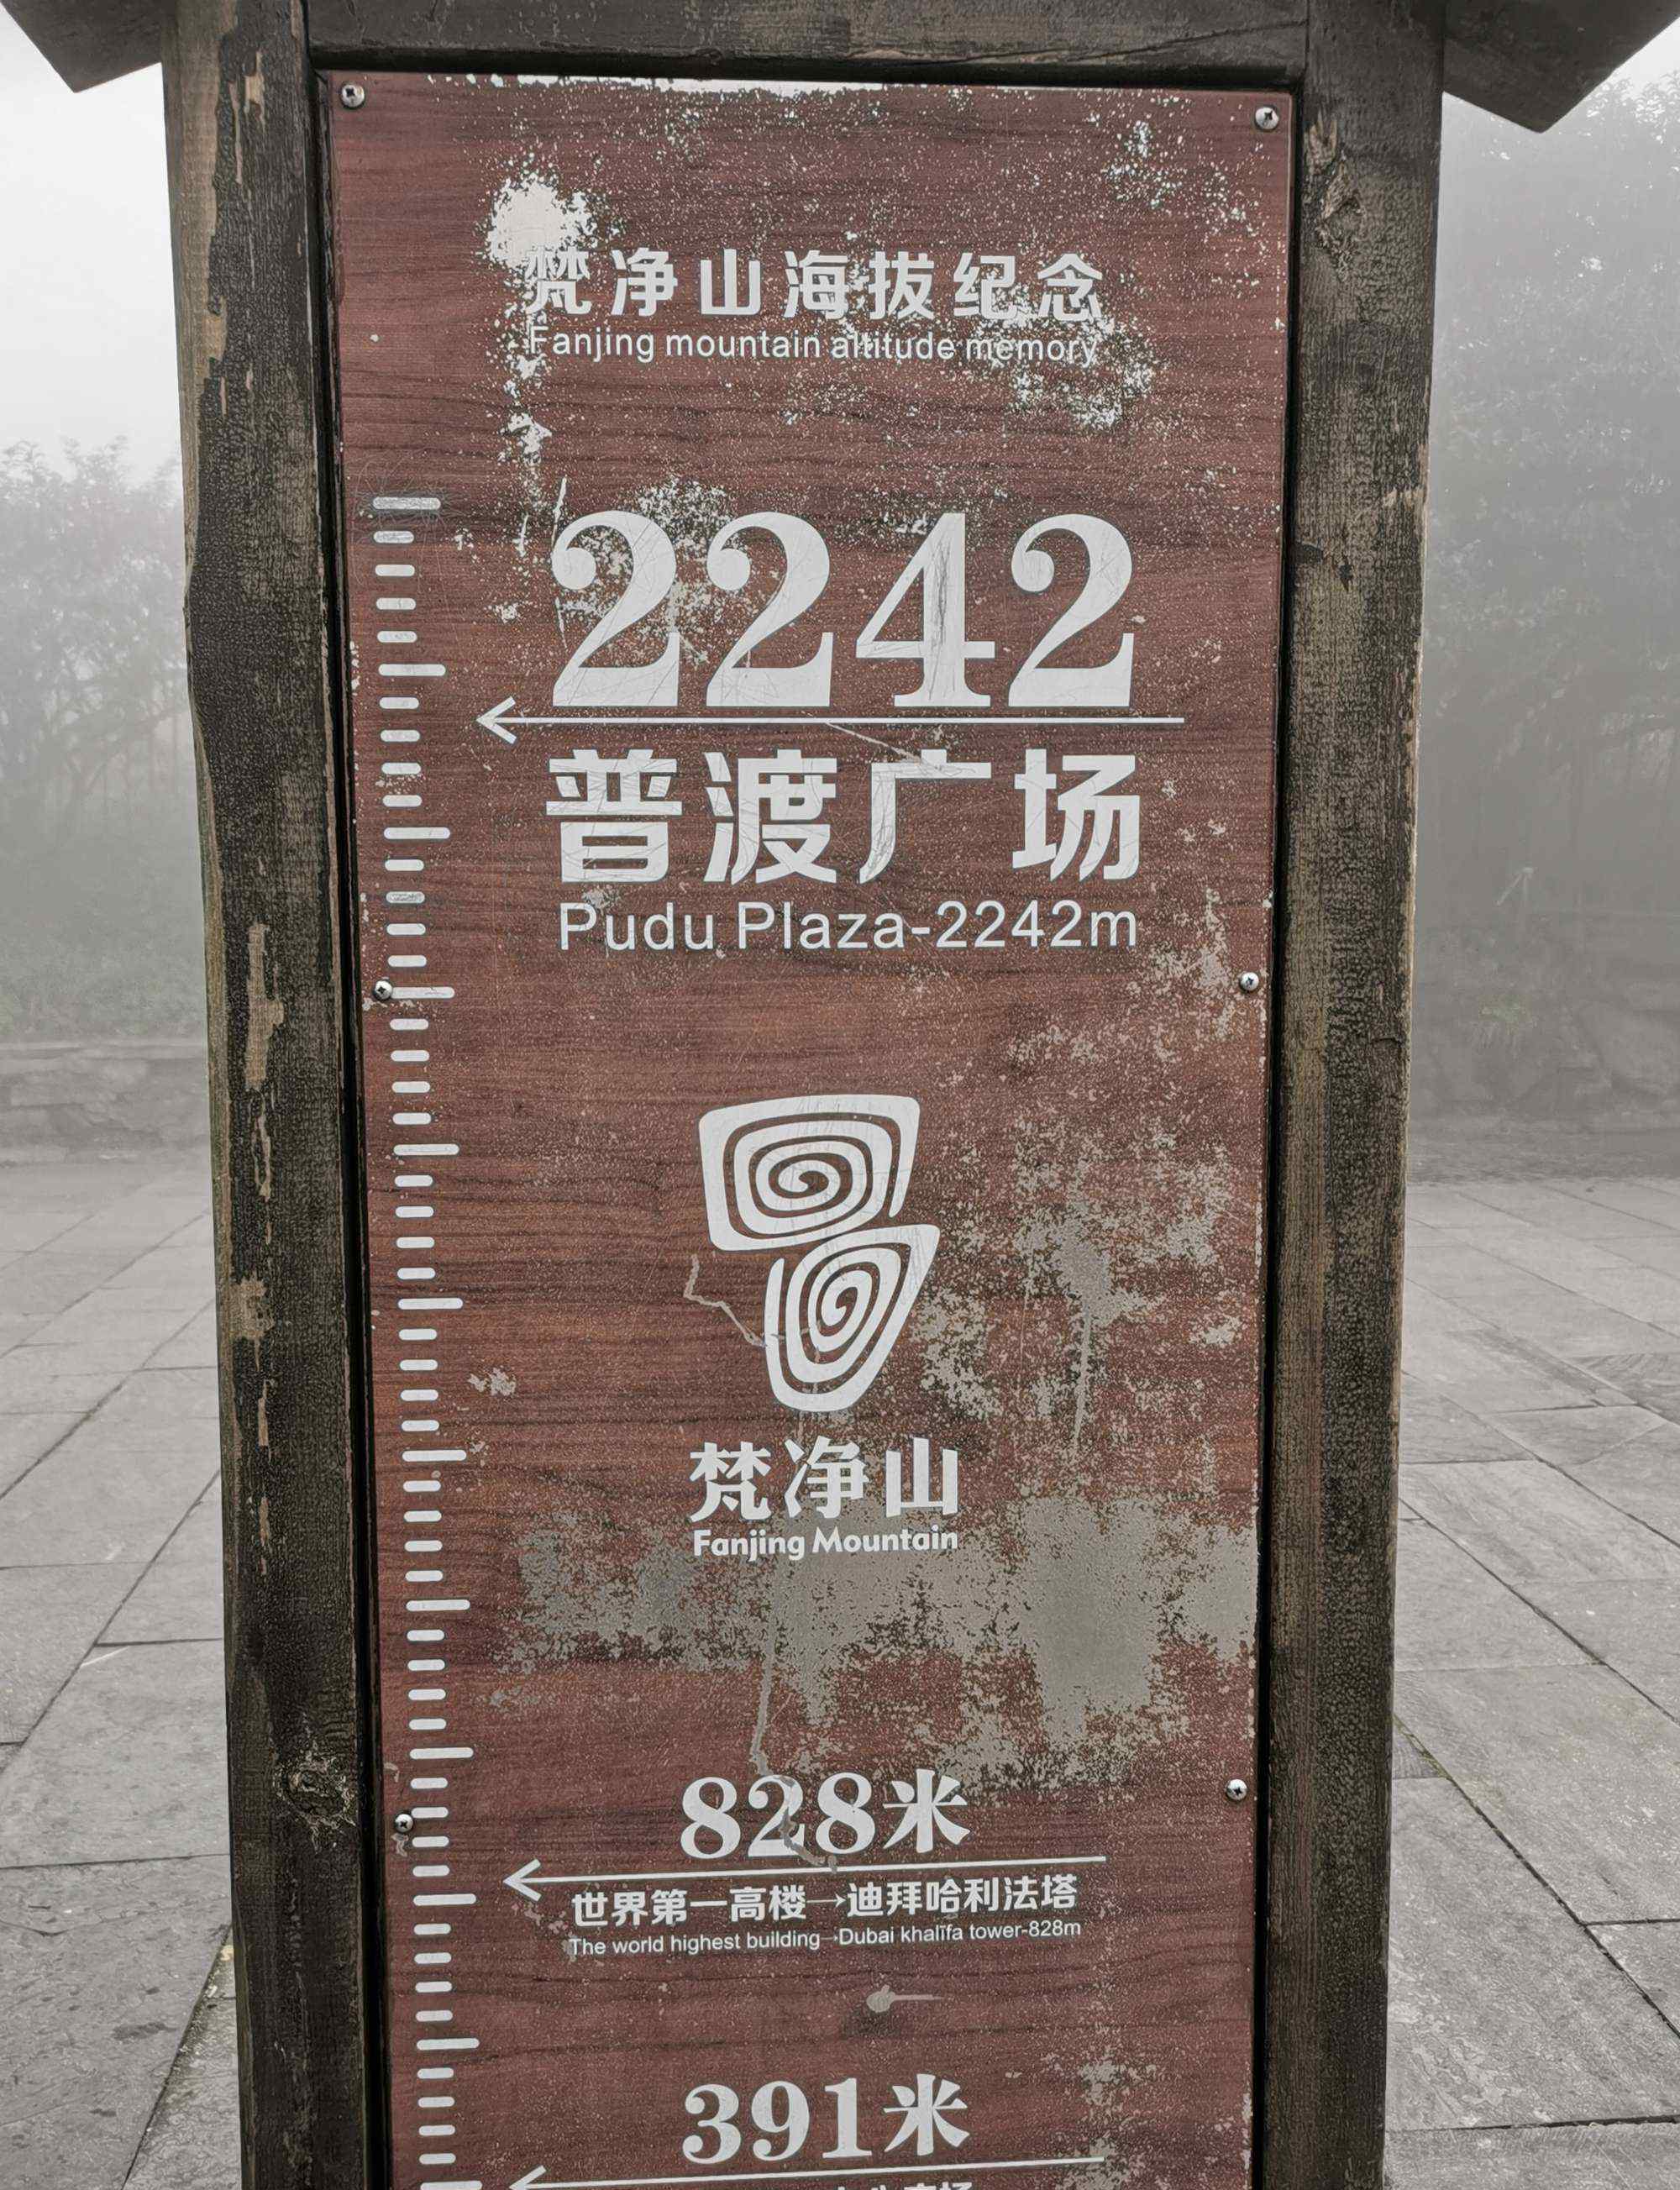 梵净山海拔纪念
Fanjing mountain altitude memory
2242
普渡广场
Pudu Plaza-2242m
梵净山
Fanjing Mountain
828米
世界第一高楼→迪拜哈利法塔
The world highest building→Dubai khalīfa tower-828m
391米